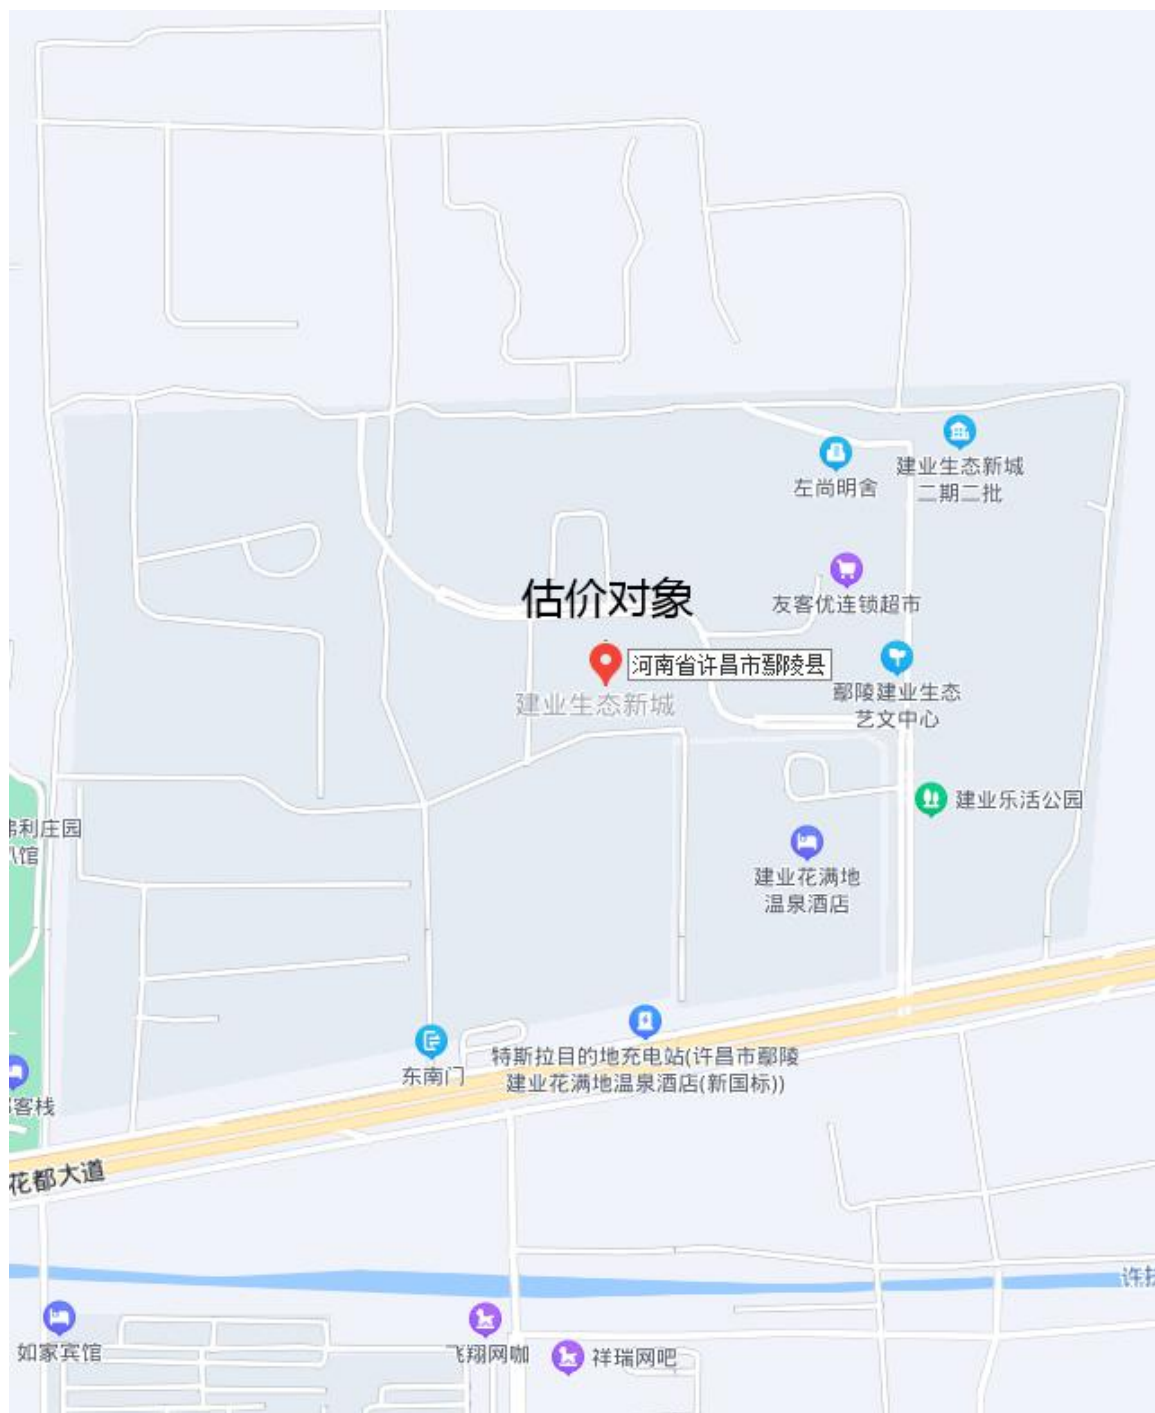 建业生态新城
二期二批
左尚明舍
友客优连锁超市
估价对象
河南省许昌市鄢陵县
建业生态新城
鄢陵建业生态
艺文中心
建业乐活公园
弗利庄园
八馆
建业花满地
温泉酒店
特斯拉目的地充电站(许昌市鄢陵
建业花满地温泉酒店(新国标))
东南门
客栈
花都大道
许扶
如家宾馆
飞翔网咖
祥瑞网吧